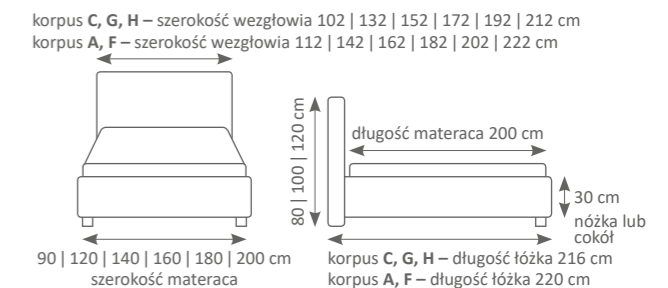 korpus C, G, H – szerokość wezgłowia 102 | 132 | 152 | 172 | 192 | 212 cm
korpus A, F – szerokość wezgłowia 112 | 142 | 162 | 182 | 202 | 222 cm
80 | 100 | 120 cm
długość materaca 200 cm
30 cm
nóżka lub
cokół
90 | 120 | 140 | 160 | 180 | 200 cm
szerokość materaca
korpus C, G, H – długość łóżka 216 cm
korpus A, F – długość łóżka 220 cm